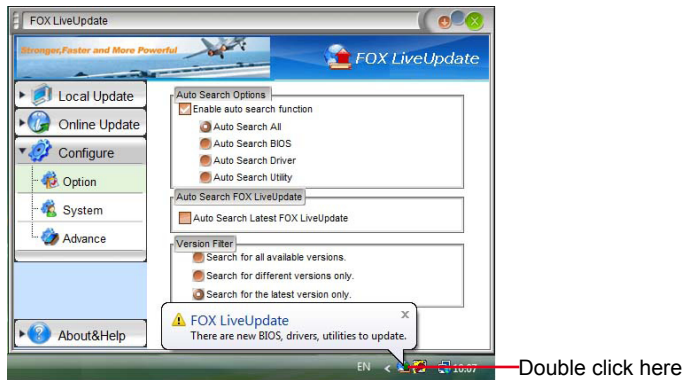 FOX LiveUpdate
Stronger,Faster and More Powerful
FOX LiveUpdate
Local Update
Online Update
Configure
Option
System
Advance
About&Help
Auto Search Options
Enable auto search function
Auto Search All
Auto Search BIOS
Auto Search Driver
Auto Search Utility
Auto Search FOX LiveUpdate
Auto Search Latest FOX LiveUpdate
Version Filter
Search for all available versions.
Search for different versions only.
Search for the latest version only.
FOX LiveUpdate
There are new BIOS, drivers, utilities to update.
EN
16:07
Double click here